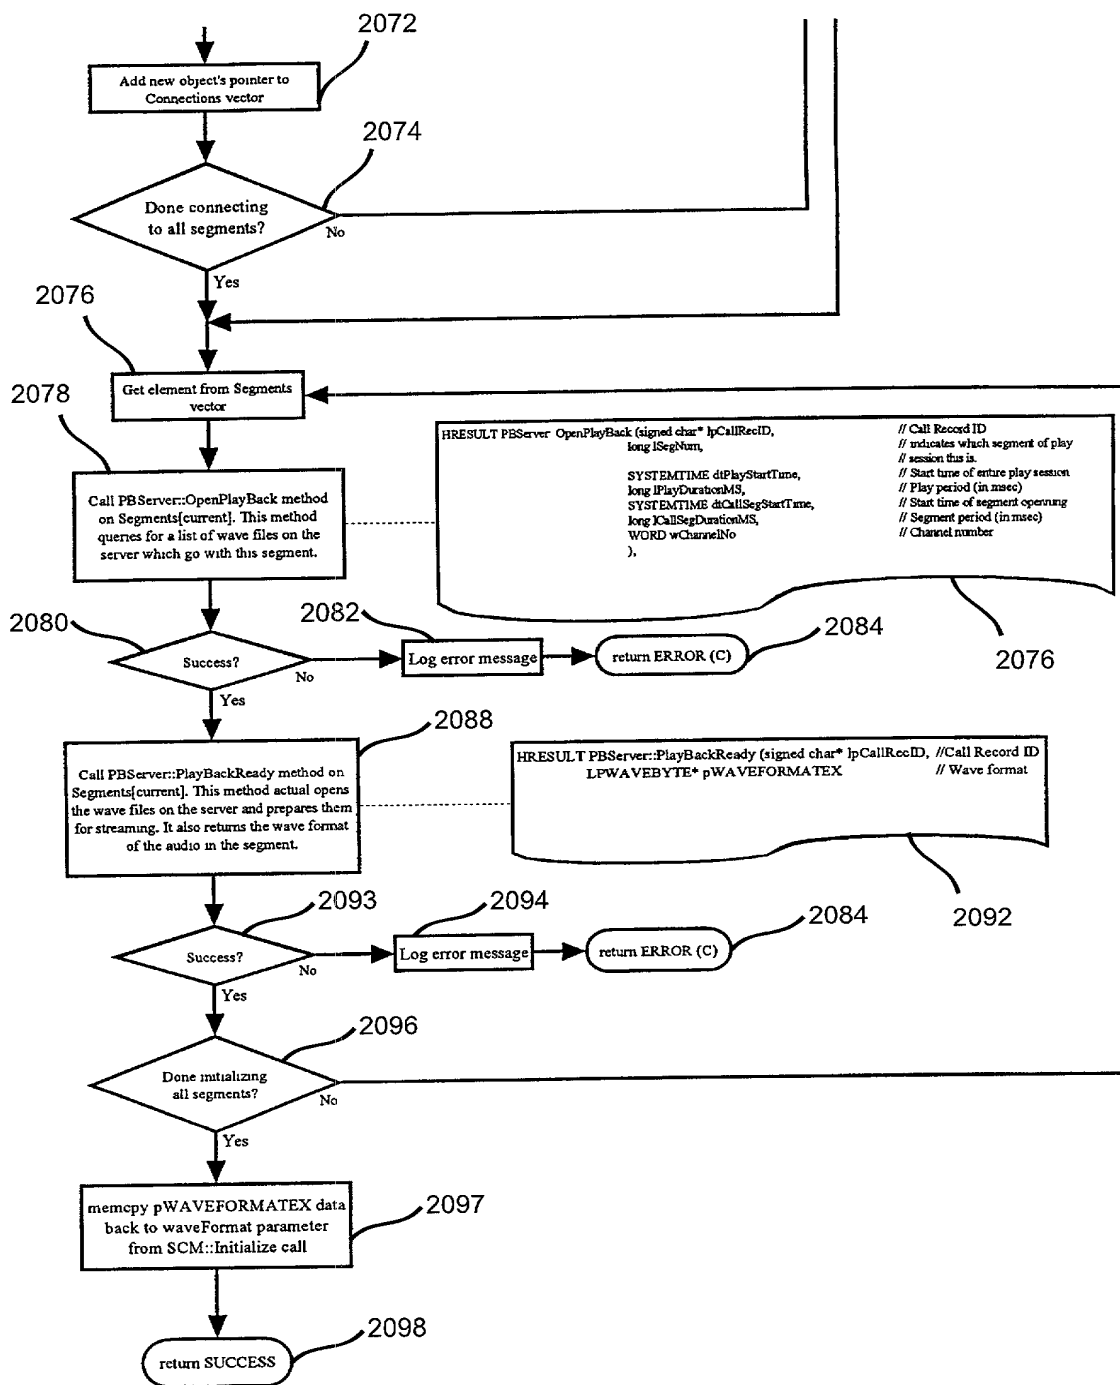 2072
Add new object's pointer to
Connections vector
2074
Done connecting
to all segments?
No
Yes
2076
Get element from Segments
vector
2078
Call PBServer::OpenPlayBack method
on Segments[current]. This method
queries for a list of wave files on the
server which go with this segment.
HRESULT PBServer OpenPlayBack (signed char* lpCallRecID, // Call Record ID
long lSegNum, // indicates which segment of play
// session this is.
SYSTEMTIME dtPlayStartTime, // Start time of entire play session
long lPlayDurationMS, // Play period (in msec)
SYSTEMTIME dtCallSegStartTime, // Start time of segment openning
long lCallSegDurationMS, // Segment period (in msec)
WORD wChannelNo // Channel number
),
2076
2080
Success?
No
Yes
2082
Log error message
return ERROR (C)
2084
2088
Call PBServer::PlayBackReady method on
Segments[current]. This method actual opens
the wave files on the server and prepares them
for streaming. It also returns the wave format
of the audio in the segment.
HRESULT PBServer::PlayBackReady (signed char* lpCallRecID, //Call Record ID
LPWAVEBYTE* pWAVEFORMATEX // Wave format
2092
2093
Success?
No
Yes
2094
Log error message
return ERROR (C)
2084
2096
Done initializing
all segments?
No
Yes
memcpy pWAVEFORMATEX data
back to waveFormat parameter
from SCM::Initialize call
2097
return SUCCESS
2098